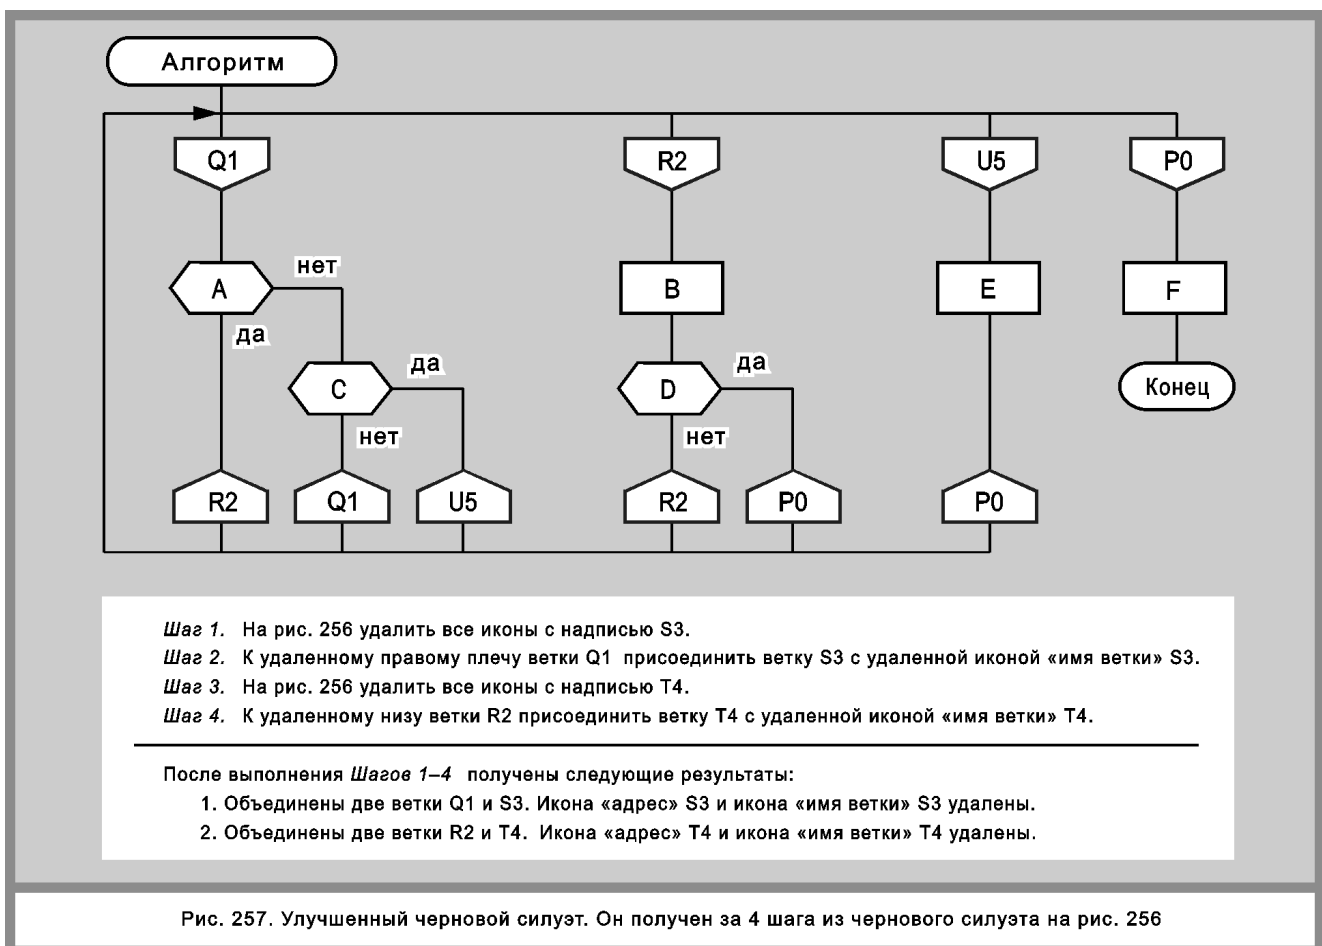 Алгоритм
Q1
R2
U5
P0
нет
A
B
E
F
да
да
да
C
D
Конец
нет
нет
R2
Q1
U5
R2
P0
P0
Шаг 1. На рис. 256 удалить все иконы с надписью S3.
Шаг 2. К удаленному правому плечу ветки Q1 присоединить ветку S3 с удаленной иконой «имя ветки» S3.
Шаг 3. На рис. 256 удалить все иконы с надписью T4.
Шаг 4. К удаленному низу ветки R2 присоединить ветку T4 с удаленной иконой «имя ветки» T4.
После выполнения Шагов 1–4 получены следующие результаты:
1. Объединены две ветки Q1 и S3. Икона «адрес» S3 и икона «имя ветки» S3 удалены.
2. Объединены две ветки R2 и T4. Икона «адрес» T4 и икона «имя ветки» T4 удалены.
Рис. 257. Улучшенный черновой силуэт. Он получен за 4 шага из чернового силуэта на рис. 256